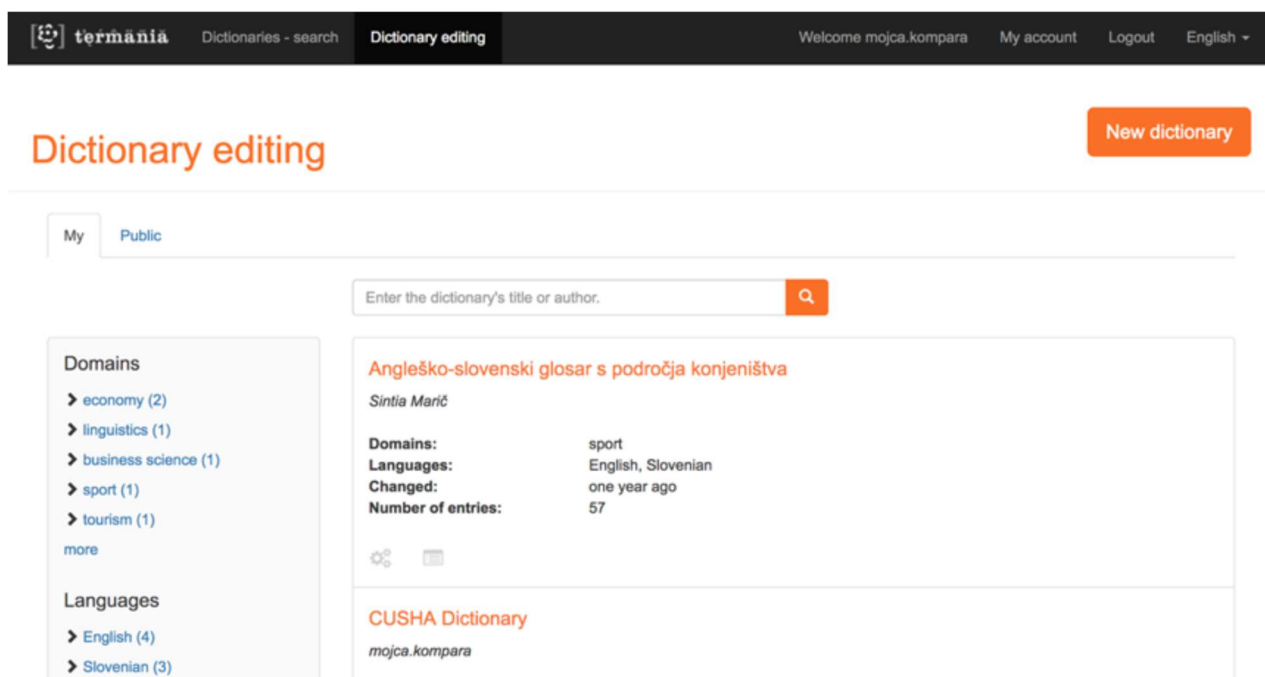 termania Dictionaries - search Dictionary editing Welcome mojca.kompara My account Logout English
Dictionary editing
New dictionary
My Public
Enter the dictionary's title or author.
Domains
economy (2)
linguistics (1)
business science (1)
sport (1)
tourism (1)
more
Languages
English (4)
Slovenian (3)
Angleško-slovenski glosar s področja konjeništva
Sintia Marič
Domains: sport
Languages: English, Slovenian
Changed: one year ago
Number of entries: 57
CUSHA Dictionary
mojca.kompara